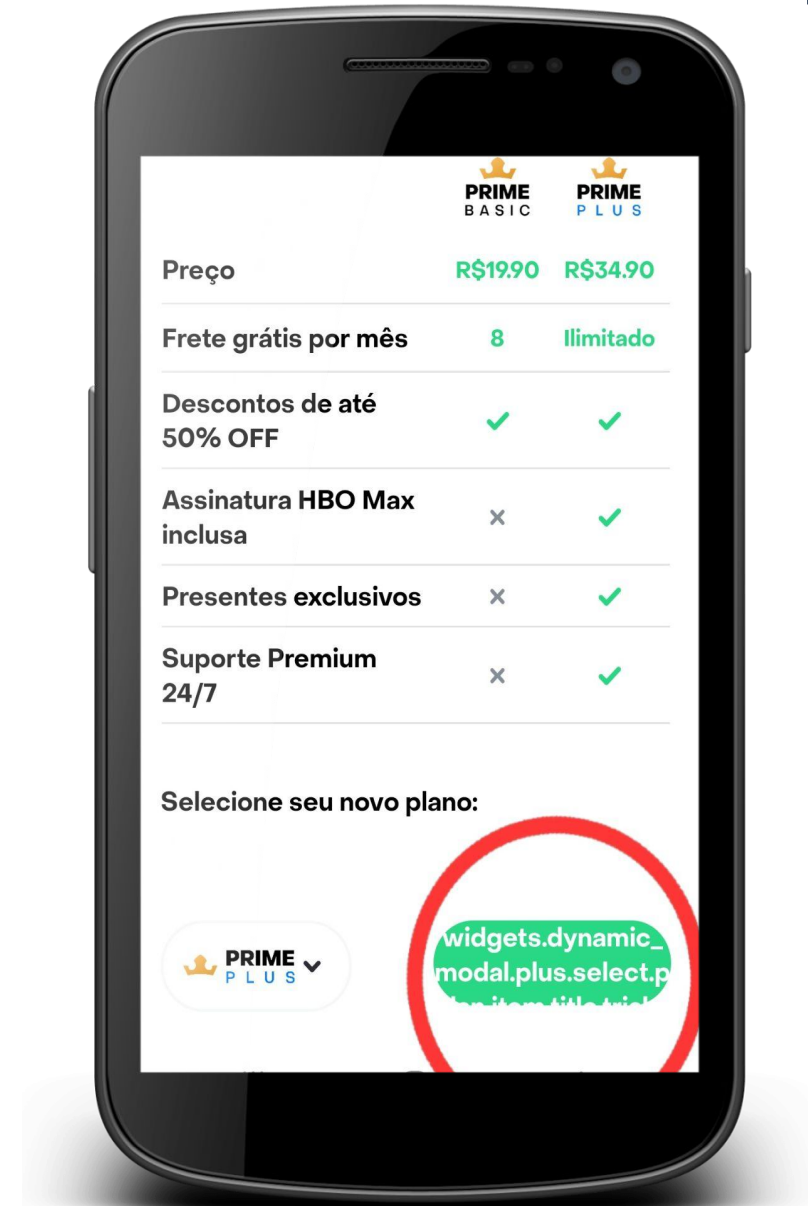 PRIME PRIME
BASIC PLUS
Preço R$19.90 R$34.90
Frete grátis por mês 8 Ilimitado
Descontos de até
50% OFF
Assinatura HBO Max
inclusa
Presentes exclusivos
Suporte Premium
24/7
Selecione seu novo plano:
PRIME
PLUS
widgets.dynamic_
modal.plus.select.p
item.title